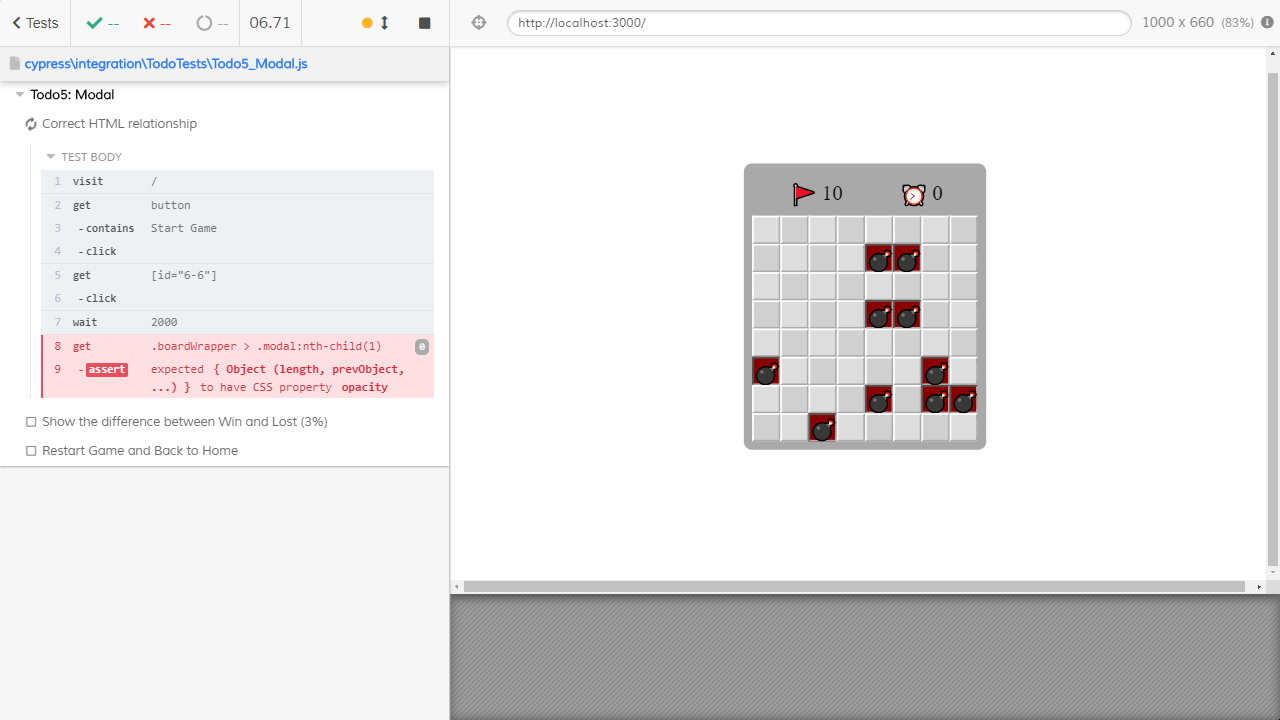 Tests -- -- -- 06.71
http://localhost:3000/ 1000 x 660 (83%)
cypress\integration\TodoTests\Todo5_Modal.js
Todo5: Modal
Correct HTML relationship
TEST BODY
1 visit /
2 get button
3 -contains Start Game
4 -click
5 get [id="6-6"]
6 -click
7 wait 2000
8 get .boardWrapper > .modal:nth-child(1) 0
9 -assert expected { Object (length, prevObject,
...) } to have CSS property opacity
Show the difference between Win and Lost (3%)
Restart Game and Back to Home
10 0